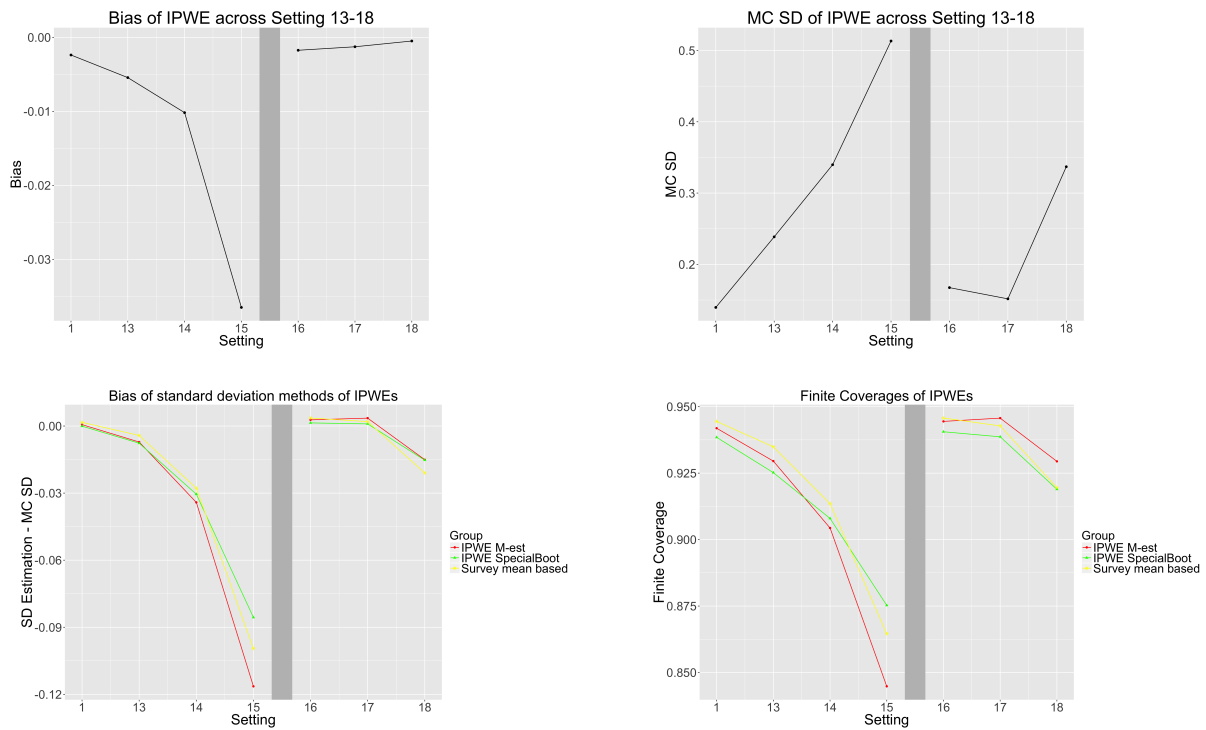 Bias of IPWE across Setting 13-18
0.00
-0.01
-0.02
-0.03
Bias
1 13 14 15 16 17 18
Setting
MC SD of IPWE across Setting 13-18
0.5
0.4
0.3
0.2
MC SD
1 13 14 15 16 17 18
Setting
Bias of standard deviation methods of IPWEs
0.00
-0.03
-0.06
-0.09
-0.12
SD Estimation - MC SD
1 13 14 15 16 17 18
Setting
Group
IPWE M-est
IPWE SpecialBoot
Survey mean based
Finite Coverages of IPWEs
0.950
0.925
0.900
0.875
0.850
Finite Coverage
1 13 14 15 16 17 18
Setting
Group
IPWE M-est
IPWE SpecialBoot
Survey mean based